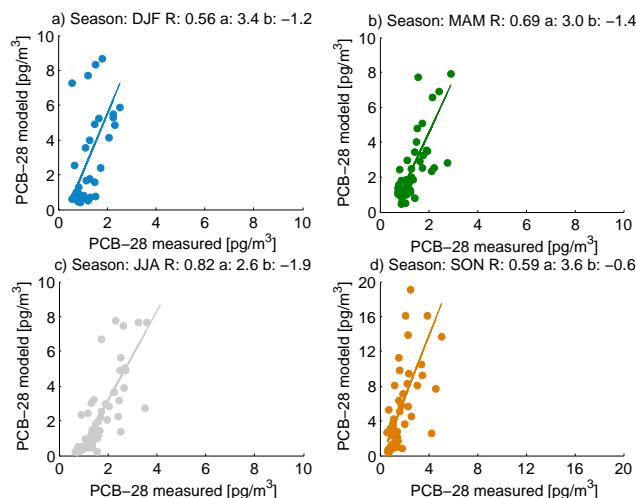 a) Season: DJF R: 0.56 a: 3.4 b: −1.2
10
8
6
4
2
0
PCB−28 modeld [pg/m3]
0 2 4 6 8 10
PCB−28 measured [pg/m3]
b) Season: MAM R: 0.69 a: 3.0 b: −1.4
10
8
6
4
2
0
PCB−28 modeld [pg/m3]
0 2 4 6 8 10
PCB−28 measured [pg/m3]
c) Season: JJA R: 0.82 a: 2.6 b: −1.9
10
8
6
4
2
0
PCB−28 modeld [pg/m3]
0 2 4 6 8 10
PCB−28 measured [pg/m3]
d) Season: SON R: 0.59 a: 3.6 b: −0.6
20
16
12
8
4
0
PCB−28 modeld [pg/m3]
0 4 8 12 16 20
PCB−28 measured [pg/m3]